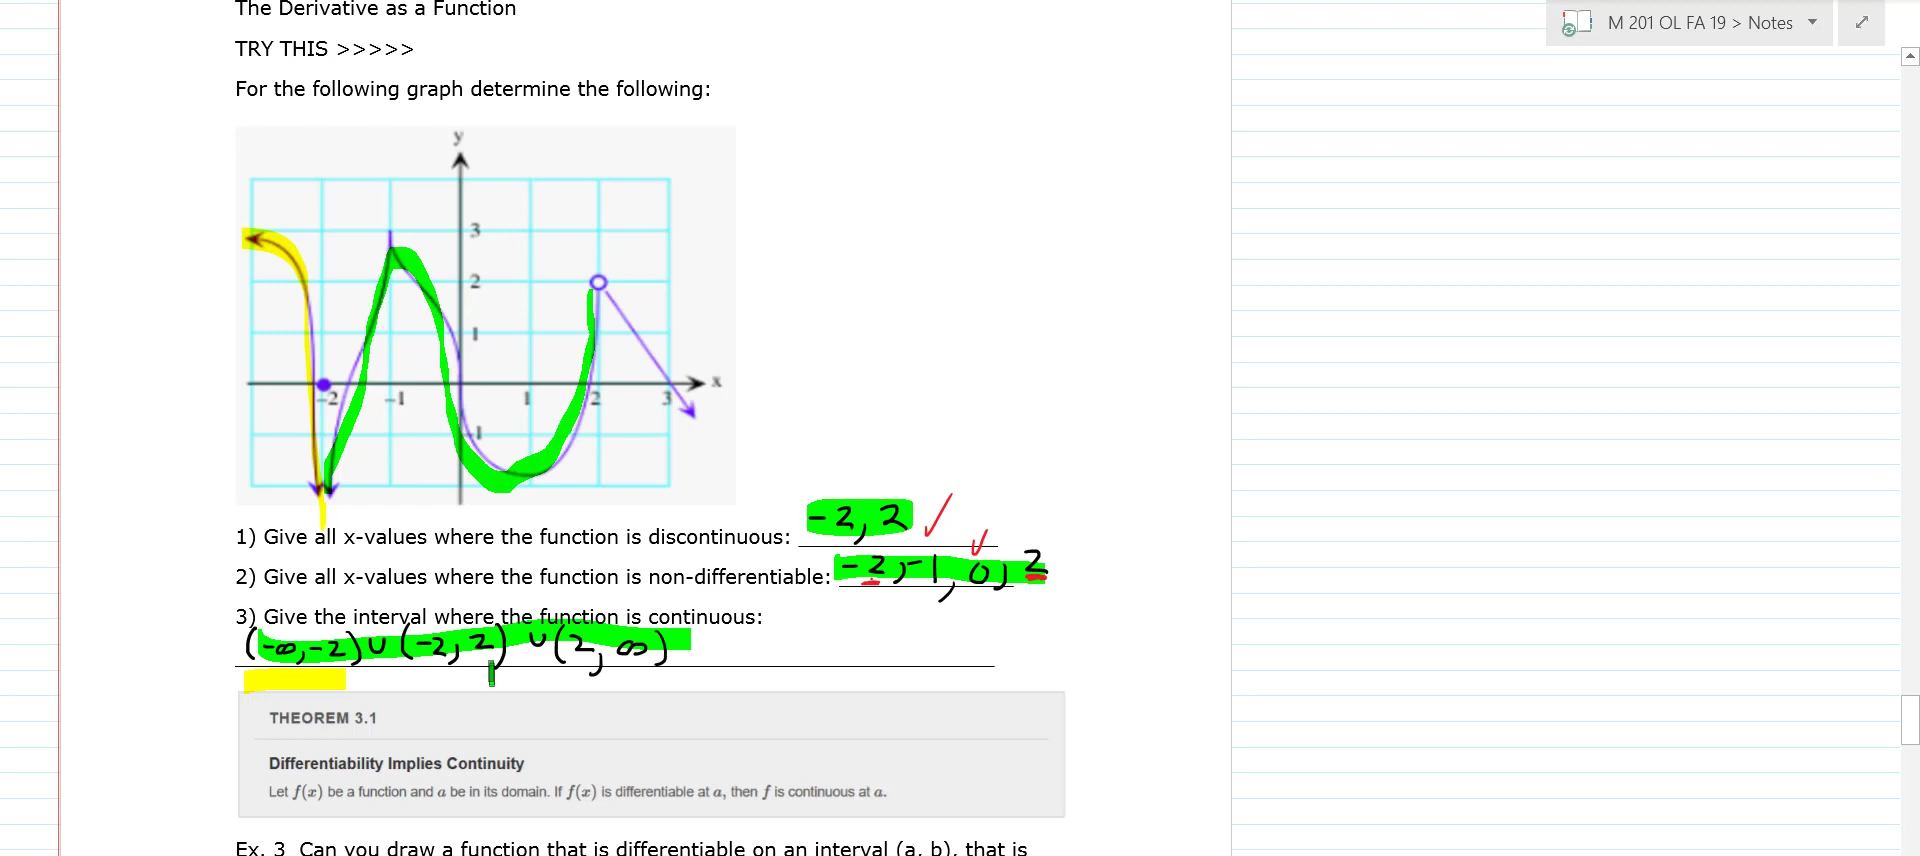 The Derivative as a Function
M 201 OL FA 19 > Notes
TRY THIS >>>>>
For the following graph determine the following:
y
3
2
1
x
-2 -1 1 2 3
-1
1) Give all x-values where the function is discontinuous: -2, 2 ✓
2) Give all x-values where the function is non-differentiable: -2, -1, 0, 2
3) Give the interval where the function is continuous:
(-∞, -2) ∪ (-2, 2) ∪ (2, ∞)
THEOREM 3.1
Differentiability Implies Continuity
Let f(x) be a function and a be in its domain. If f(x) is differentiable at a, then f is continuous at a.
Ex. 3 Can you draw a function that is differentiable on an interval (a, b), that is